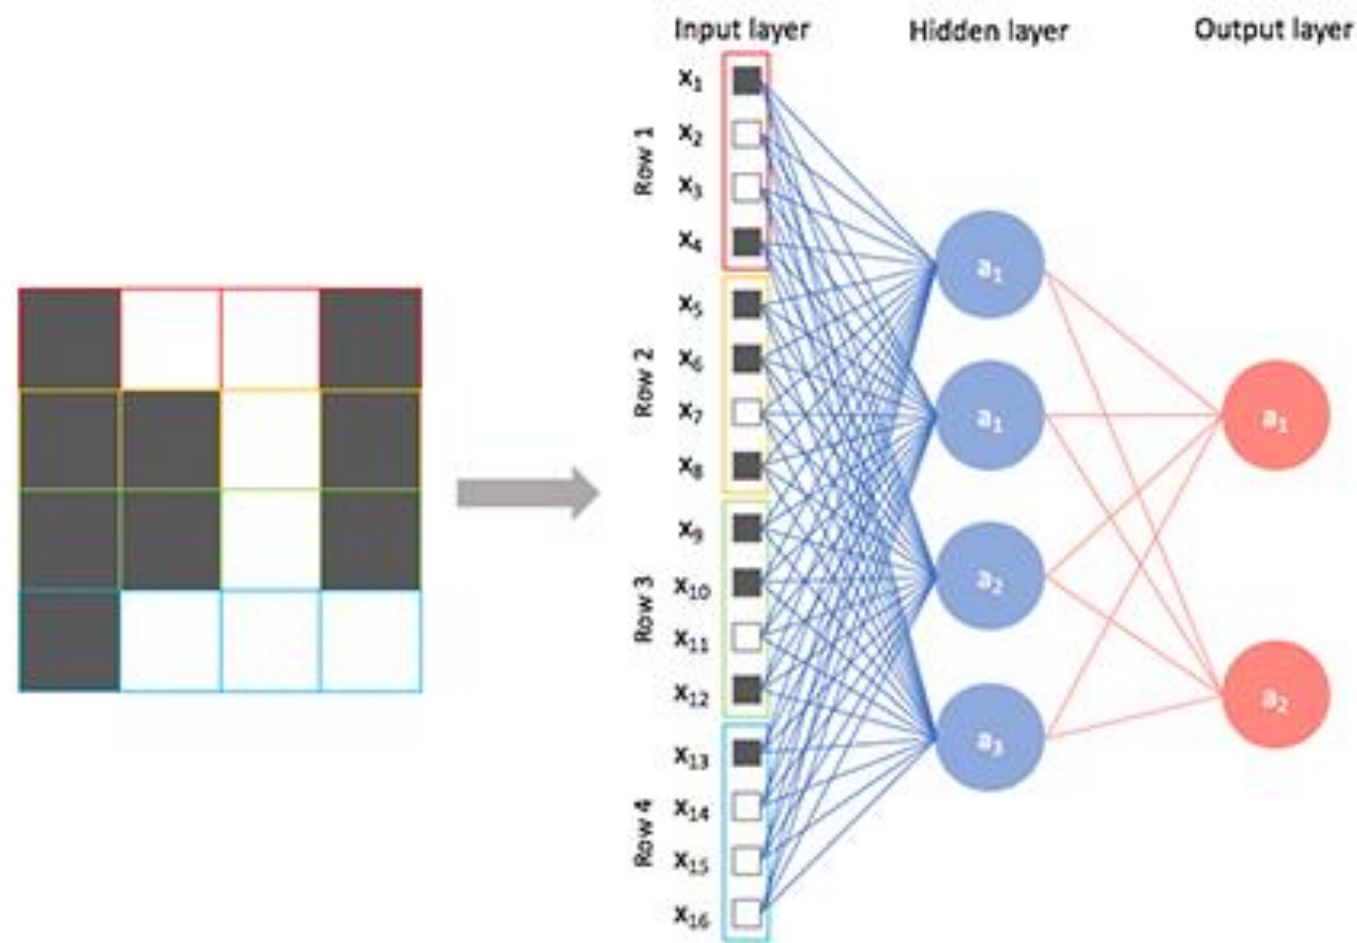 Input layer
Hidden layer
Output layer
Row 1
x₁
x₂
x₃
x₄
Row 2
x₅
x₆
x₇
x₈
Row 3
x₉
x₁₀
x₁₁
x₁₂
Row 4
x₁₃
x₁₄
x₁₅
x₁₆
a₁
a₁
a₂
a₃
a₁
a₂